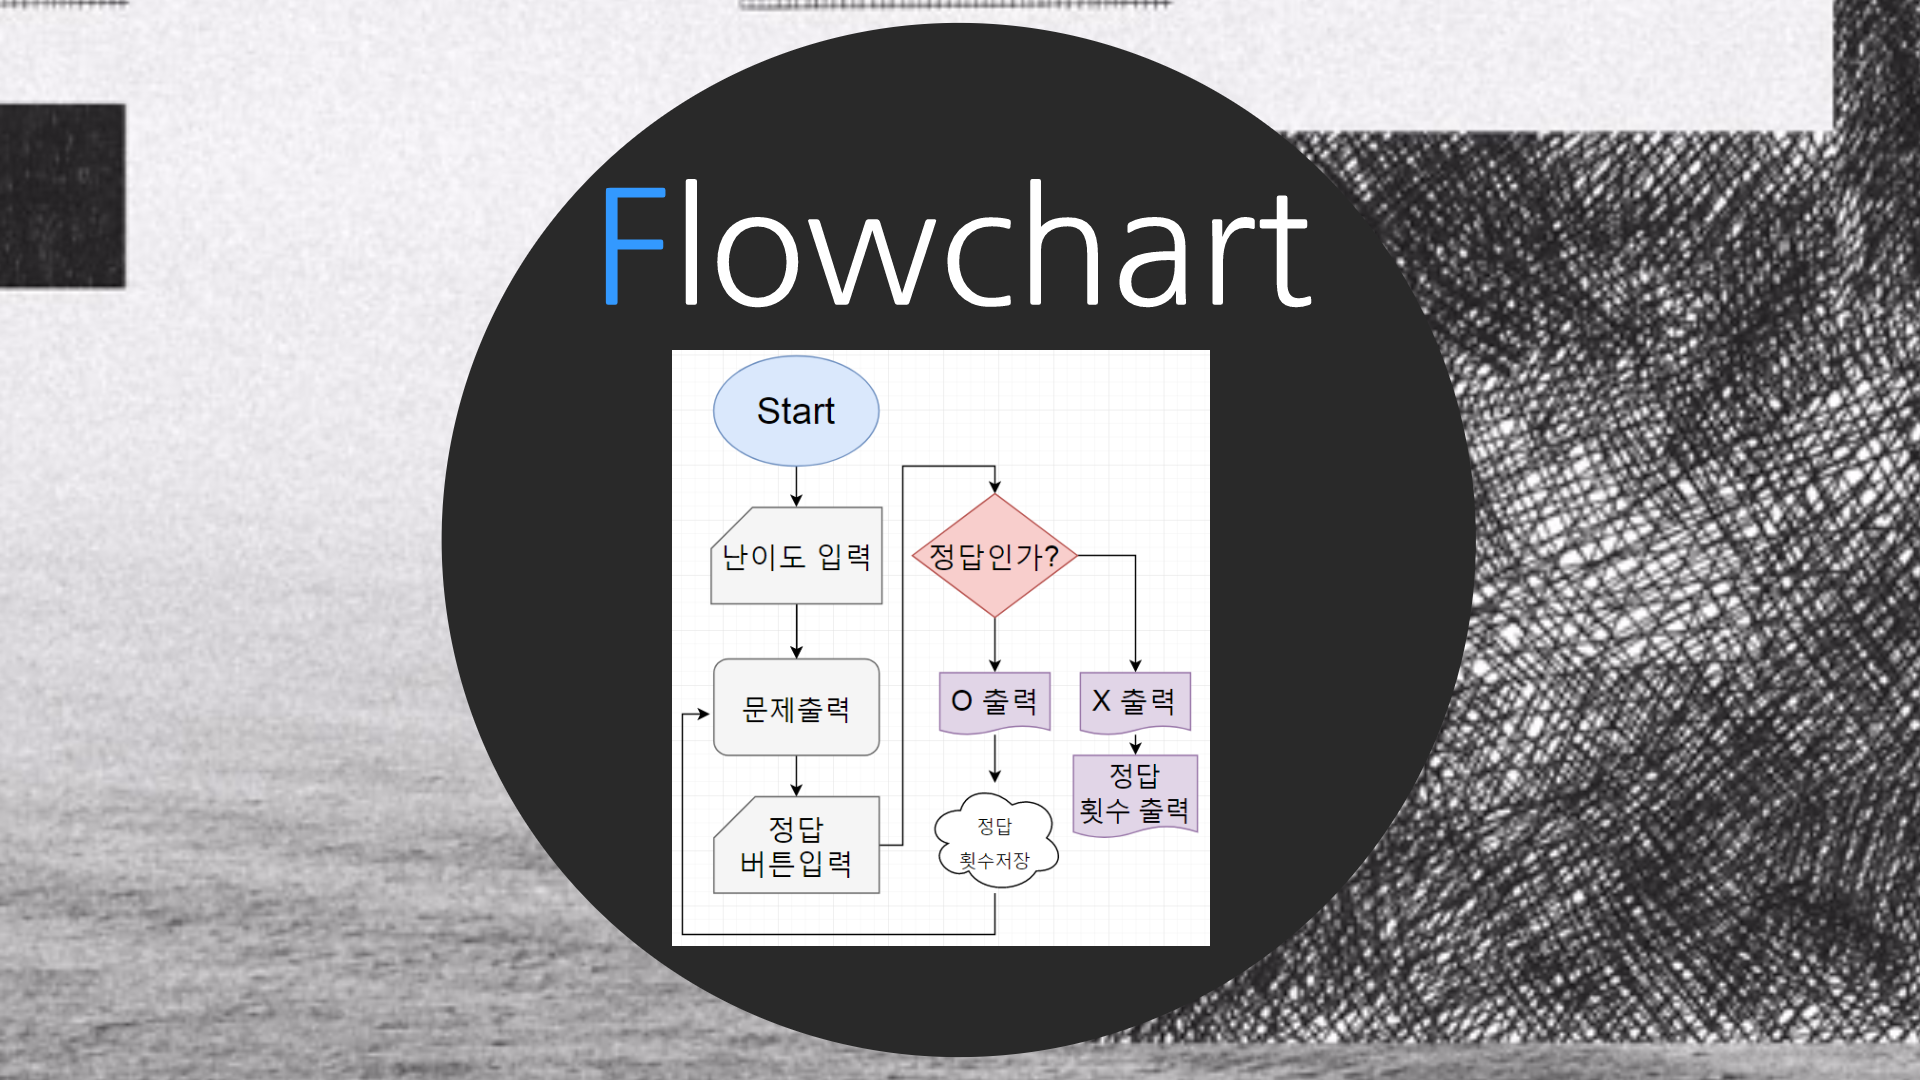 Flowchart
Start
난이도 입력
문제출력
정답
버튼입력
정답인가?
O 출력
X 출력
정답
횟수저장
정답
횟수 출력